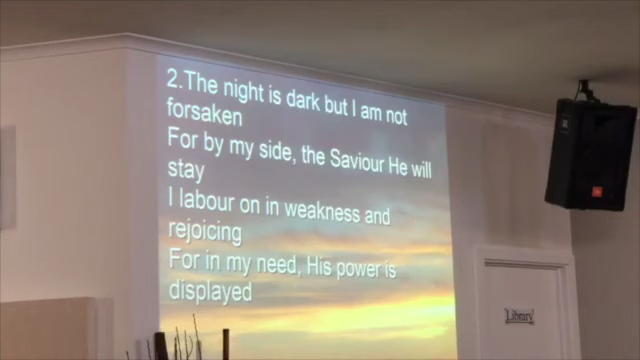 2.The night is dark but I am not
forsaken
For by my side, the Saviour He will
stay
I labour on in weakness and
rejoicing
For in my need, His power is
displayed
Library